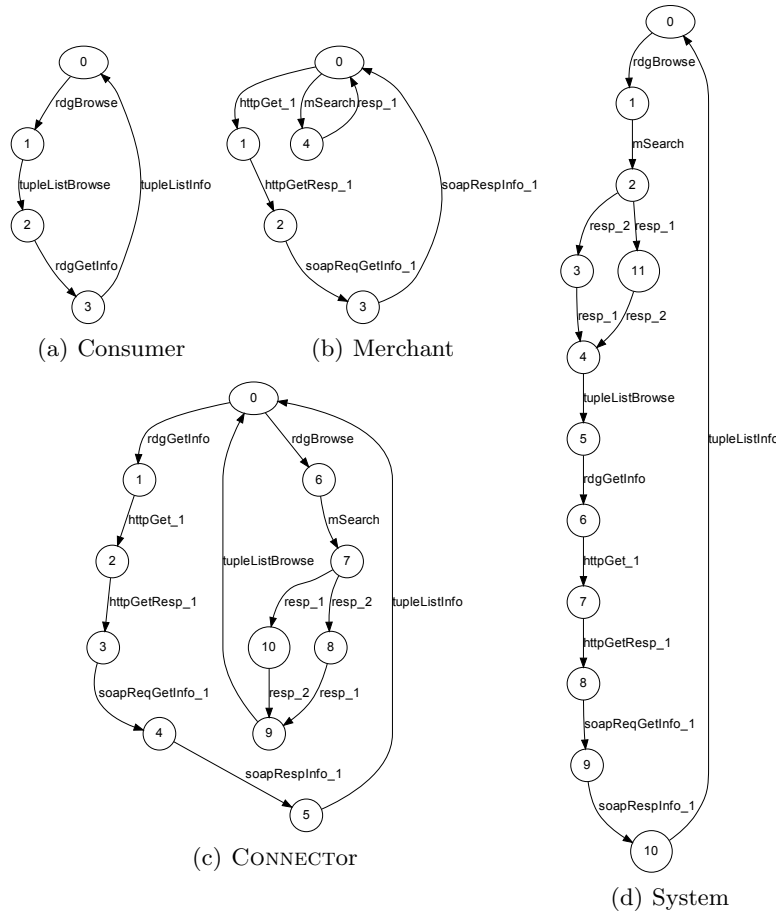 0
rdgBrowse
1
tupleListBrowse
tupleListInfo
2
rdgGetInfo
3
(a) Consumer
0
httpGet_1
mSearch
resp_1
1
4
httpGetResp_1
soapRespInfo_1
2
soapReqGetInfo_1
3
(b) Merchant
0
rdgGetInfo
rdgBrowse
1
6
httpGet_1
mSearch
2
tupleListBrowse
7
tupleListInfo
httpGetResp_1
resp_1
resp_2
3
10
8
soapReqGetInfo_1
resp_2
resp_1
4
9
soapRespInfo_1
5
(c) CONNECTor
0
rdgBrowse
1
mSearch
2
resp_2
resp_1
3
11
resp_1
resp_2
4
tupleListBrowse
5
tupleListInfo
rdgGetInfo
6
httpGet_1
7
httpGetResp_1
8
soapReqGetInfo_1
9
soapRespInfo_1
10
(d) System